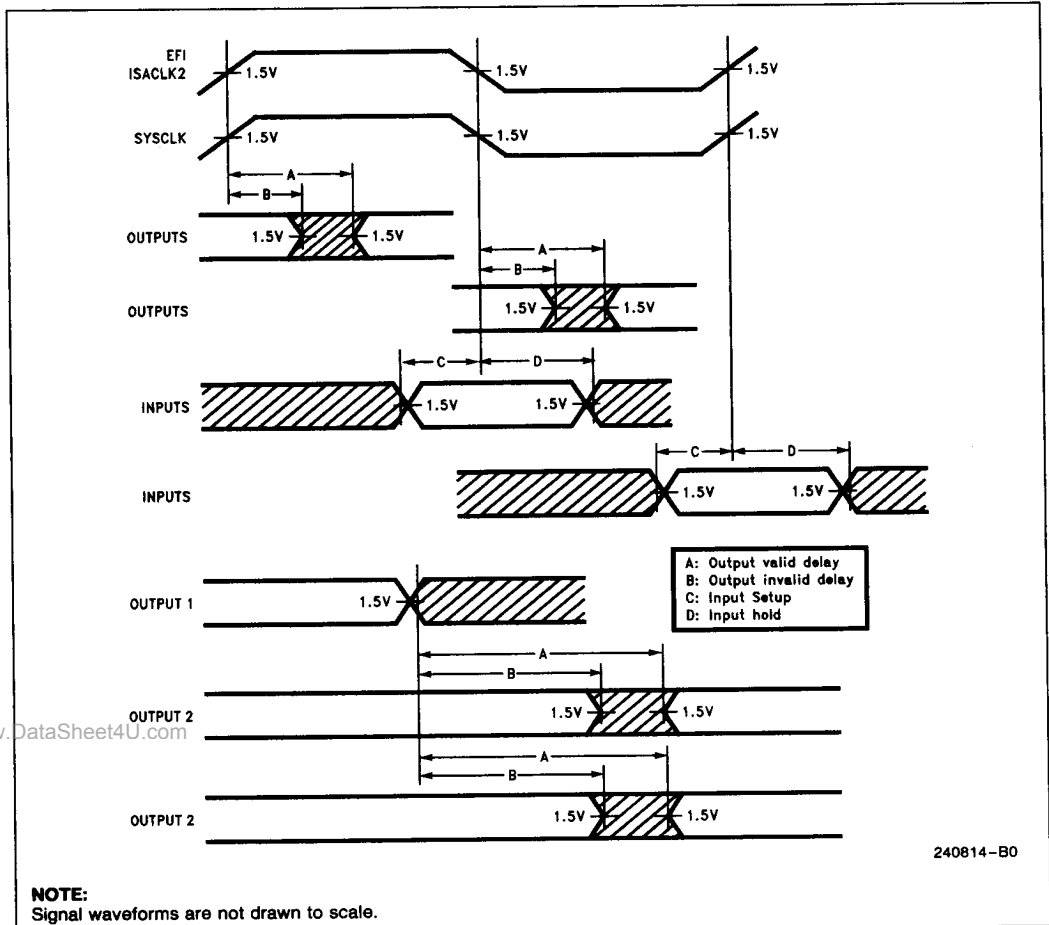 EFI
ISACLK2
1.5V 1.5V 1.5V
SYSCLK
1.5V 1.5V 1.5V
A
B
OUTPUTS 1.5V 1.5V
A
B
OUTPUTS 1.5V 1.5V
C D
INPUTS 1.5V 1.5V
C D
INPUTS 1.5V 1.5V
A: Output valid delay
B: Output invalid delay
C: Input Setup
D: Input hold
OUTPUT 1 1.5V
A
B
OUTPUT 2 1.5V 1.5V
v.DataSheet4U.com
A
B
OUTPUT 2 1.5V 1.5V
240814-B0
NOTE:
Signal waveforms are not drawn to scale.